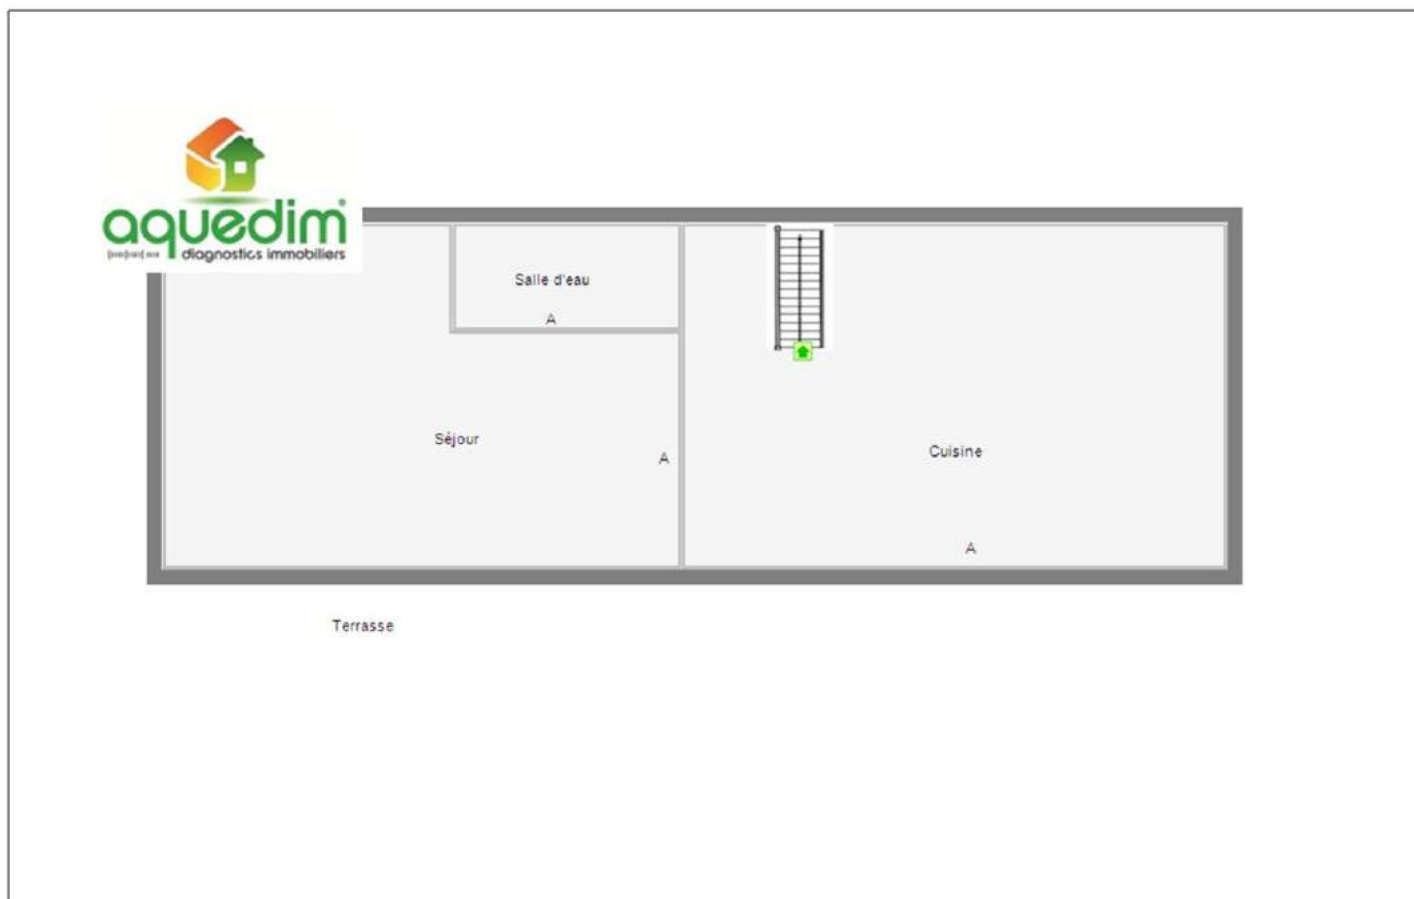 aquedim
diagnostics immobiliers
Salle d'eau
A
Séjour
A
Cuisine
A
Terrasse